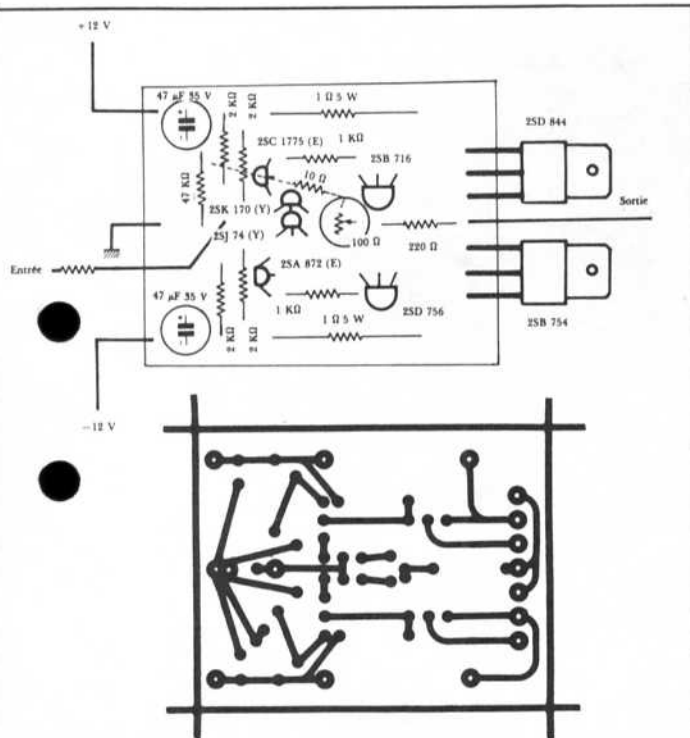 +12 V
47 µF 35 V
2 KΩ
2 KΩ
1 Ω 5 W
2SD 844
2SC 1775 (E)
1 KΩ
2SB 716
10 Ω
47 KΩ
2SK 170 (Y)
Sortie
2SJ 74 (Y)
100 Ω
220 Ω
Entrée
2SA 872 (E)
47 µF 35 V
1 KΩ
2SD 756
2SB 754
2 KΩ
2 KΩ
1 Ω 5 W
−12 V